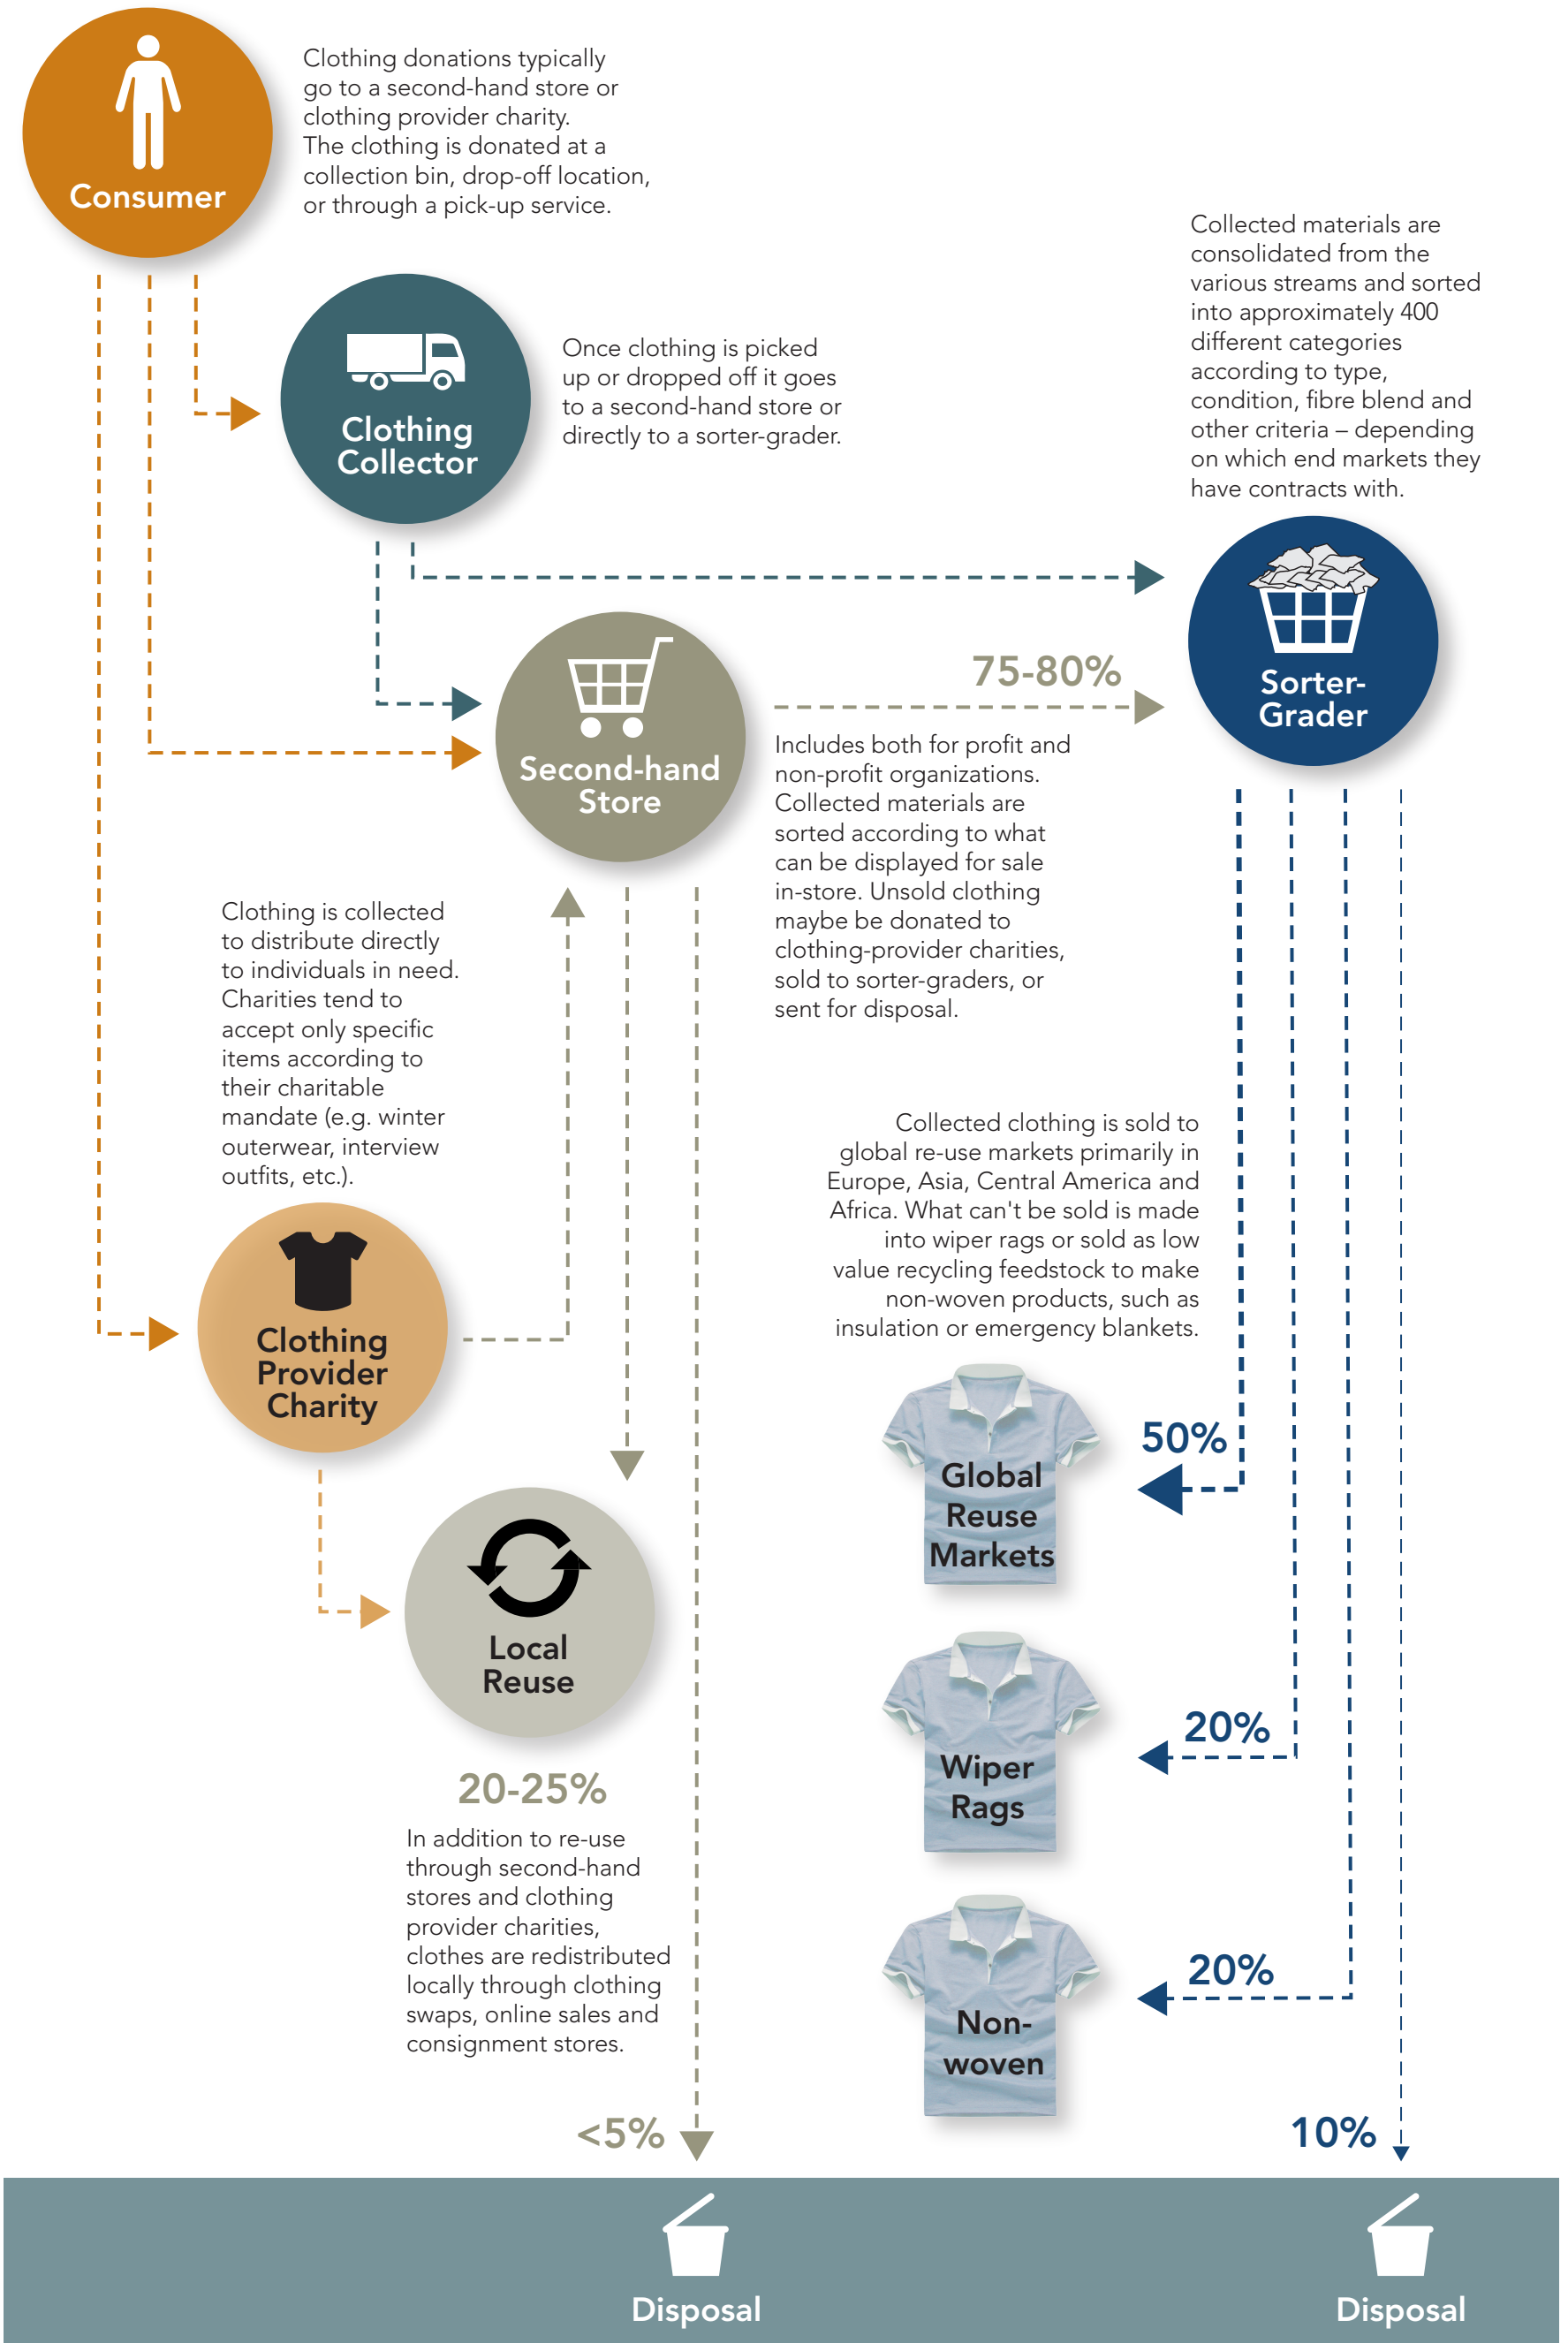 Consumer
Clothing donations typically
go to a second-hand store or
clothing provider charity.
The clothing is donated at a
collection bin, drop-off location,
or through a pick-up service.
Clothing
Collector
Once clothing is picked
up or dropped off it goes
to a second-hand store or
directly to a sorter-grader.
Collected materials are
consolidated from the
various streams and sorted
into approximately 400
different categories
according to type,
condition, fibre blend and
other criteria – depending
on which end markets they
have contracts with.
Sorter-
Grader
Second-hand
Store
75-80%
Includes both for profit and
non-profit organizations.
Collected materials are
sorted according to what
can be displayed for sale
in-store. Unsold clothing
maybe be donated to
clothing-provider charities,
sold to sorter-graders, or
sent for disposal.
Clothing is collected
to distribute directly
to individuals in need.
Charities tend to
accept only specific
items according to
their charitable
mandate (e.g. winter
outerwear, interview
outfits, etc.).
Clothing
Provider
Charity
Collected clothing is sold to
global re-use markets primarily in
Europe, Asia, Central America and
Africa. What can't be sold is made
into wiper rags or sold as low
value recycling feedstock to make
non-woven products, such as
insulation or emergency blankets.
Global
Reuse
Markets
50%
Local
Reuse
20-25%
In addition to re-use
through second-hand
stores and clothing
provider charities,
clothes are redistributed
locally through clothing
swaps, online sales and
consignment stores.
Wiper
Rags
20%
Non-
woven
20%
<5%
10%
Disposal
Disposal